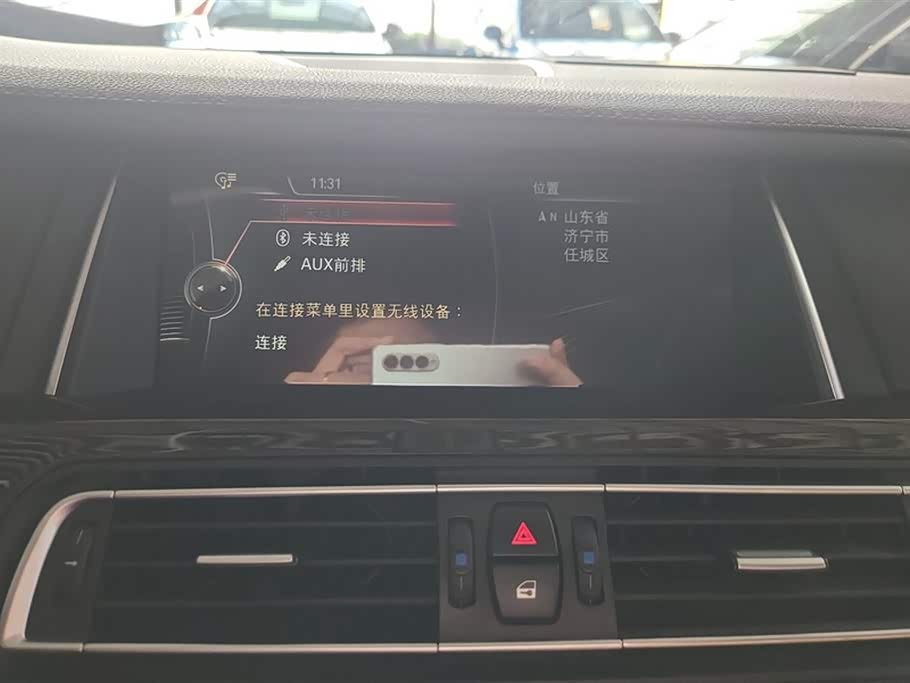 11:31
位置
未连接
AUX前排
N 山东省
济宁市
任城区
在连接菜单里设置无线设备：
连接